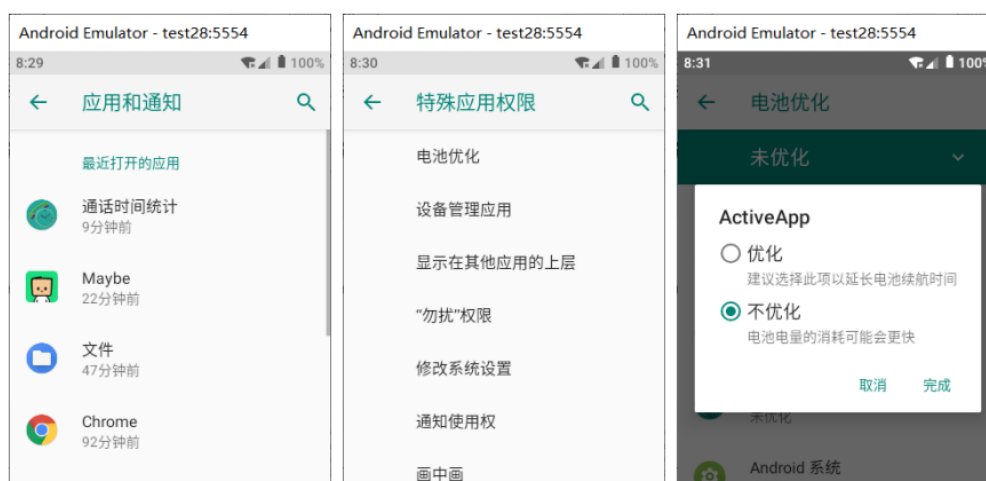 Android Emulator - test28:5554
8:29
100%
应用和通知
最近打开的应用
通话时间统计
9分钟前
Maybe
22分钟前
文件
47分钟前
Chrome
92分钟前
Android Emulator - test28:5554
8:30
100%
特殊应用权限
电池优化
设备管理应用
显示在其他应用的上层
“勿扰”权限
修改系统设置
通知使用权
画中画
Android Emulator - test28:5554
8:31
100%
电池优化
未优化
ActiveApp
优化
建议选择此项以延长电池续航时间
不优化
电池电量的消耗可能会更快
取消 完成
未优化
Android 系统